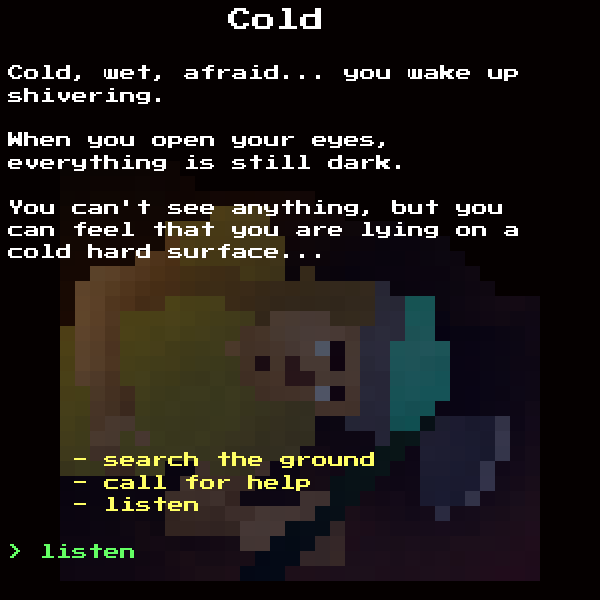 Cold
Cold, wet, afraid... you wake up
shivering.
When you open your eyes,
everything is still dark.
You can't see anything, but you
can feel that you are lying on a
cold hard surface...
- search the ground
- call for help
- listen
> listen